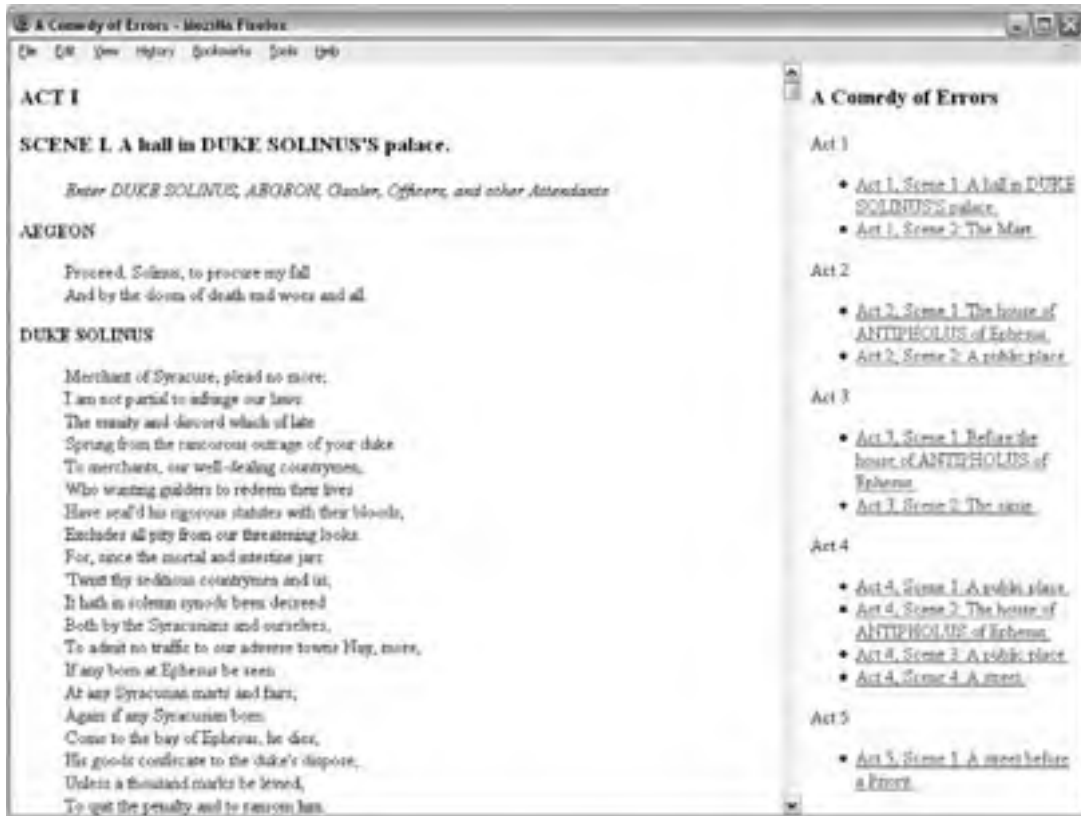 A Comedy of Errors - Mozilla Firefox
File Edit View History Bookmarks Tools Help
ACT I
SCENE I. A hall in DUKE SOLINUS'S palace.
Enter DUKE SOLINUS, AEGEON, Gaoler, Officers, and other Attendants
AEGEON
Proceed, Solinus, to procure my fall
And by the doom of death end woes and all.
DUKE SOLINUS
Merchant of Syracuse, plead no more;
I am not partial to infringe our laws:
The enmity and discord which of late
Sprung from the rancorous outrage of your duke
To merchants, our well-dealing countrymen,
Who wanting guilders to redeem their lives
Have seal'd his rigorous statutes with their bloods,
Excludes all pity from our threatening looks.
For, since the mortal and intestine jars
'Twixt thy seditious countrymen and us,
It hath in solemn synods been decreed
Both by the Syracusians and ourselves,
To admit no traffic to our adverse towns Nay, more,
If any born at Ephesus be seen
At any Syracusian marts and fairs;
Again if any Syracusian born
Come to the bay of Ephesus, he dies,
His goods confiscate to the duke's dispose,
Unless a thousand marks be levied,
To quit the penalty and to ransom him.
A Comedy of Errors
Act 1
Act 1, Scene 1: A hall in DUKE
SOLINUS'S palace.
Act 1, Scene 2: The Mart.
Act 2
Act 2, Scene 1: The house of
ANTIPHOLUS of Ephesus.
Act 2, Scene 2: A public place.
Act 3
Act 3, Scene 1: Before the
house of ANTIPHOLUS of
Ephesus.
Act 3, Scene 2: The same.
Act 4
Act 4, Scene 1: A public place.
Act 4, Scene 2: The house of
ANTIPHOLUS of Ephesus.
Act 4, Scene 3: A public place.
Act 4, Scene 4: A street.
Act 5
Act 5, Scene 1: A street before
a Priory.